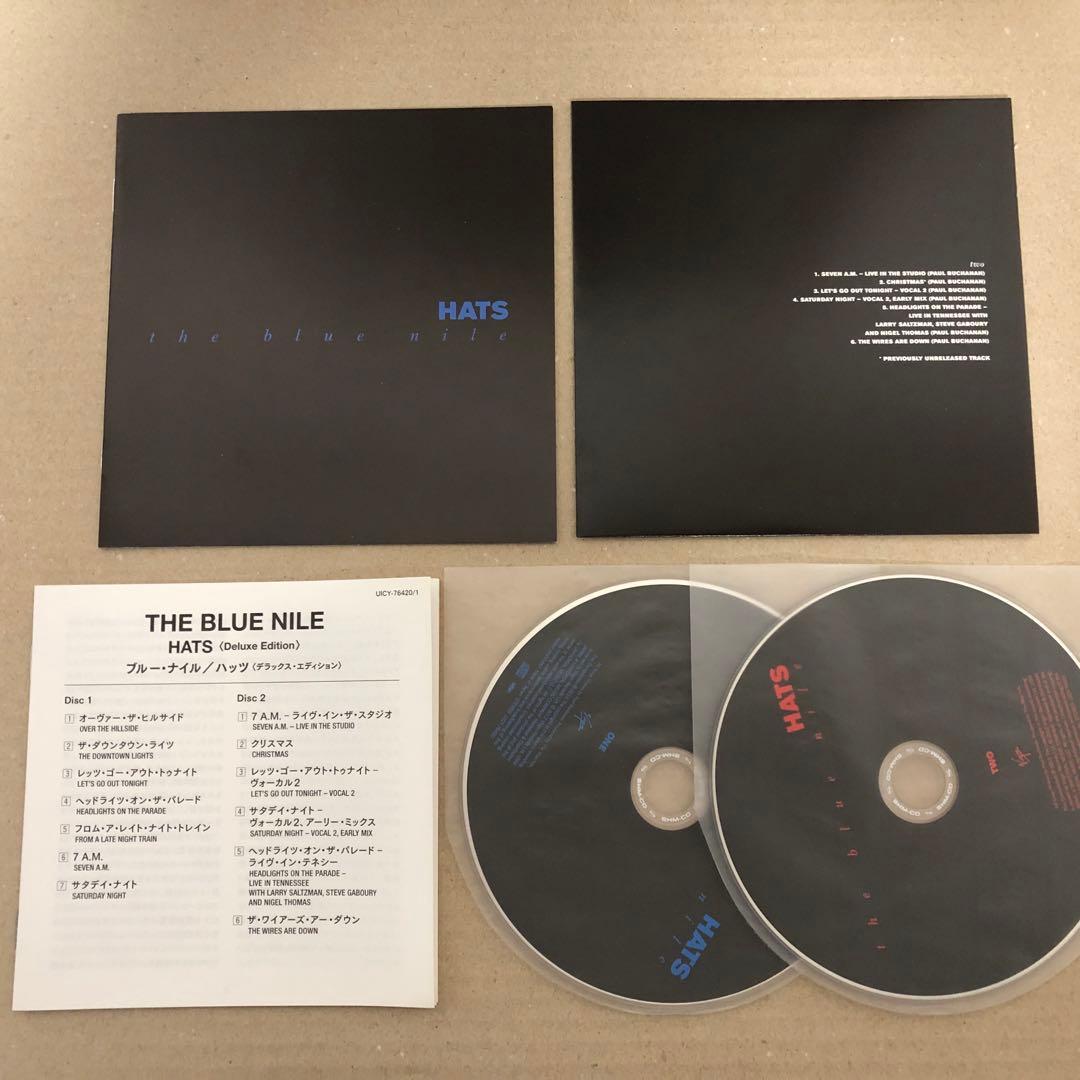 HATS
the blue nile
two
1. SEVEN A.M. – LIVE IN THE STUDIO (PAUL BUCHANAN)
2. CHRISTMAS* (PAUL BUCHANAN)
3. LET'S GO OUT TONIGHT – VOCAL 2 (PAUL BUCHANAN)
4. SATURDAY NIGHT – VOCAL 2, EARLY MIX (PAUL BUCHANAN)
5. HEADLIGHTS ON THE PARADE –
LIVE IN TENNESSEE WITH
LARRY SALTZMAN, STEVE GABOURY
AND NIGEL THOMAS (PAUL BUCHANAN)
6. THE WIRES ARE DOWN (PAUL BUCHANAN)
* PREVIOUSLY UNRELEASED TRACK
UICY-76420/1
THE BLUE NILE
HATS〈Deluxe Edition〉
ブルー・ナイル／ハッツ〈デラックス・エディション〉
Disc 1
1 オーヴァー・ザ・ヒルサイド
OVER THE HILLSIDE
2 ザ・ダウンタウン・ライツ
THE DOWNTOWN LIGHTS
3 レッツ・ゴー・アウト・トゥナイト
LET'S GO OUT TONIGHT
4 ヘッドライツ・オン・ザ・パレード
HEADLIGHTS ON THE PARADE
5 フロム・ア・レイト・ナイト・トレイン
FROM A LATE NIGHT TRAIN
6 7 A.M.
SEVEN A.M.
7 サタデイ・ナイト
SATURDAY NIGHT
Disc 2
1 7 A.M. – ライヴ・イン・ザ・スタジオ
SEVEN A.M. – LIVE IN THE STUDIO
2 クリスマス
CHRISTMAS
3 レッツ・ゴー・アウト・トゥナイト –
ヴォーカル2
LET'S GO OUT TONIGHT – VOCAL 2
4 サタデイ・ナイト –
ヴォーカル2、アーリー・ミックス
SATURDAY NIGHT – VOCAL 2, EARLY MIX
5 ヘッドライツ・オン・ザ・パレード –
ライヴ・イン・テネシー
HEADLIGHTS ON THE PARADE –
LIVE IN TENNESSEE
WITH LARRY SALTZMAN, STEVE GABOURY
AND NIGEL THOMAS
6 ザ・ワイアーズ・アー・ダウン
THE WIRES ARE DOWN
Virgin
ONE
SHM-CD
SHM-CD
HATS
nile
HATS
the blue nile
Virgin
TWO
SHM-CD
SHM-CD